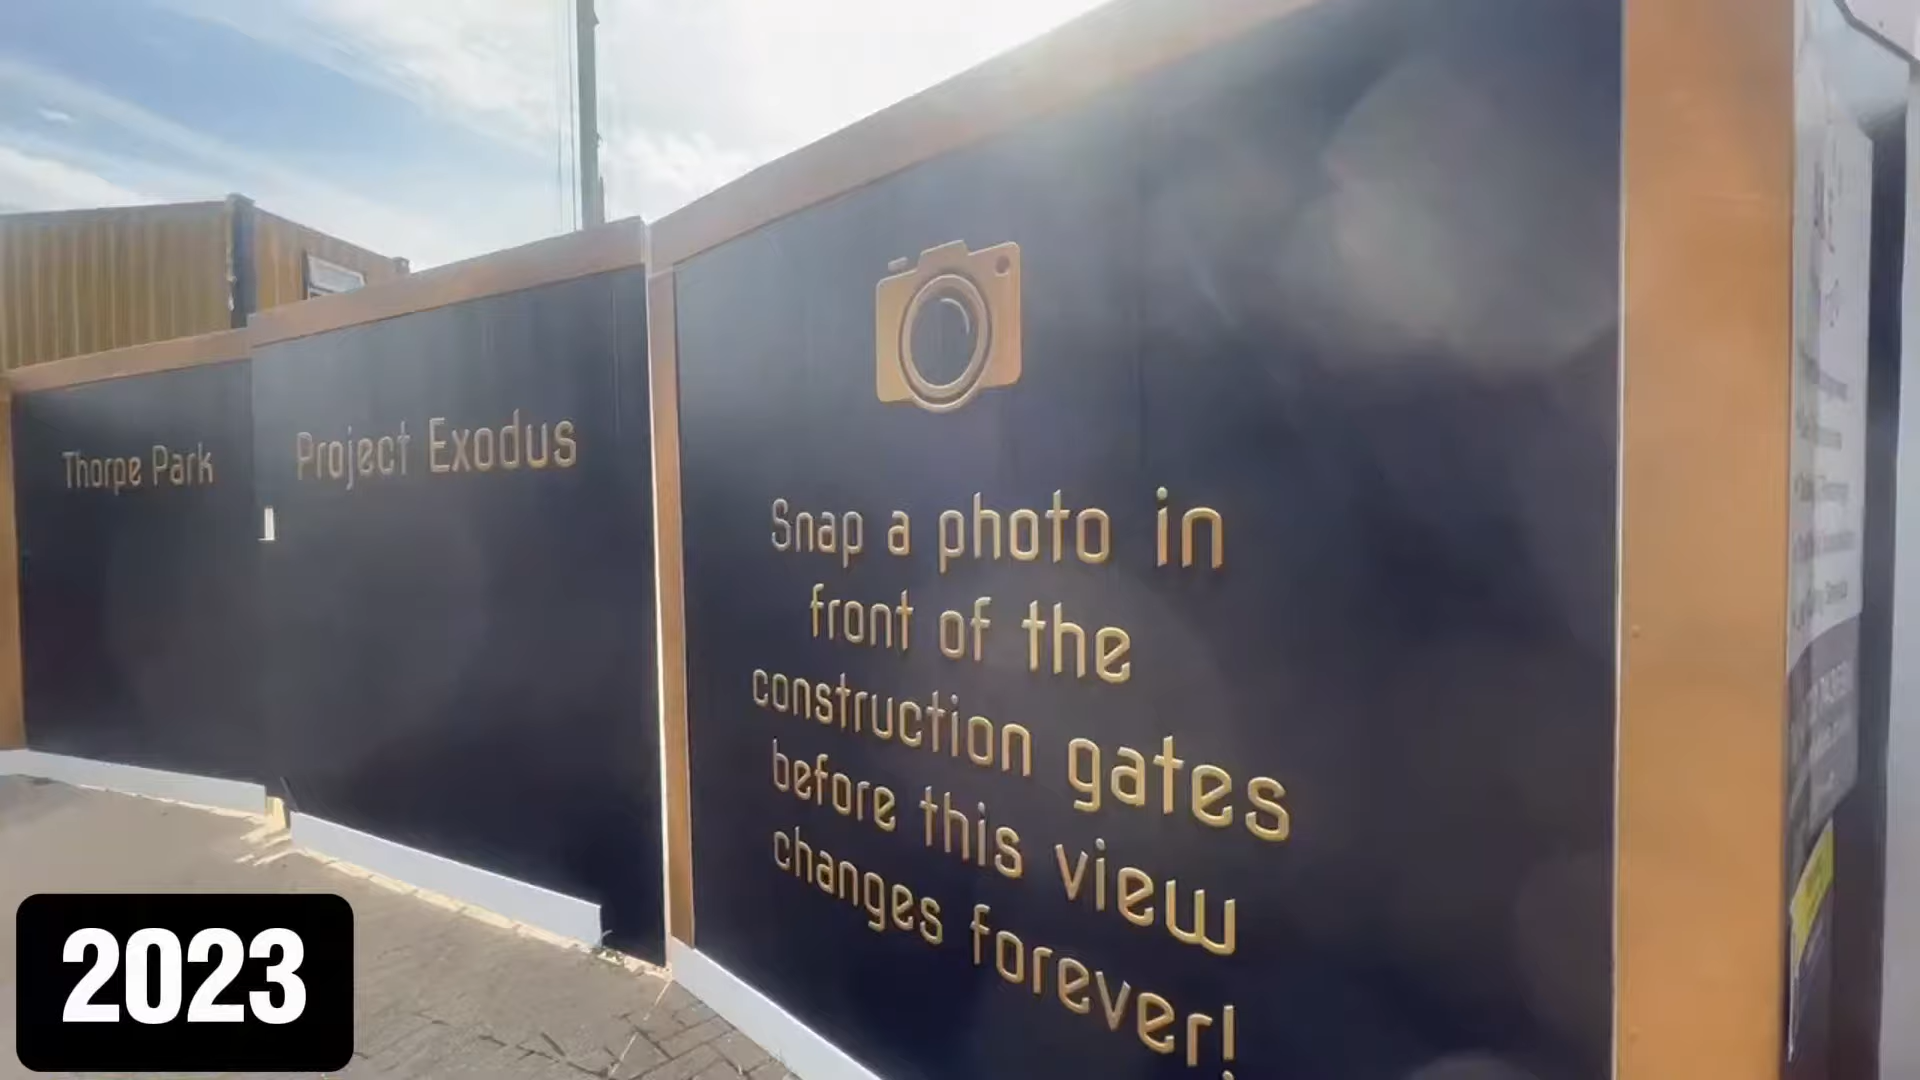 Thorpe Park
Project Exodus
Snap a photo in
front of the
construction gates
before this view
changes forever!
2023